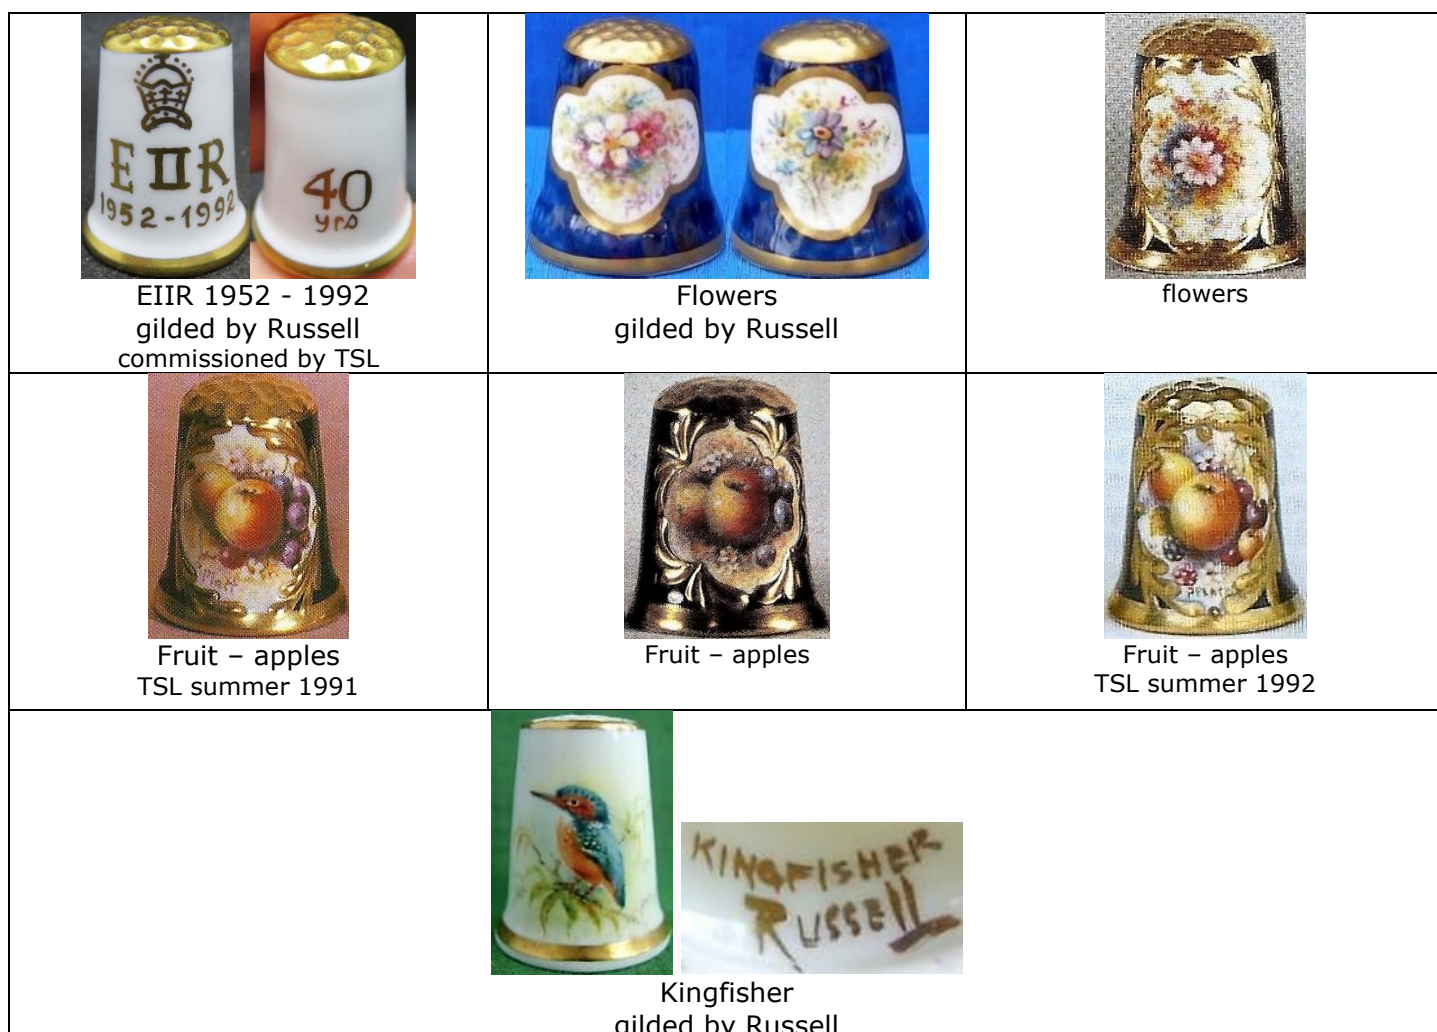 EIIR
1952-1992
40
yrs
EIIR 1952 - 1992
gilded by Russell
commissioned by TSL
Flowers
gilded by Russell
flowers
Fruit – apples
TSL summer 1991
Fruit – apples
Fruit – apples
TSL summer 1992
KINGFISHER
RUSSELL
Kingfisher
gilded by Russell